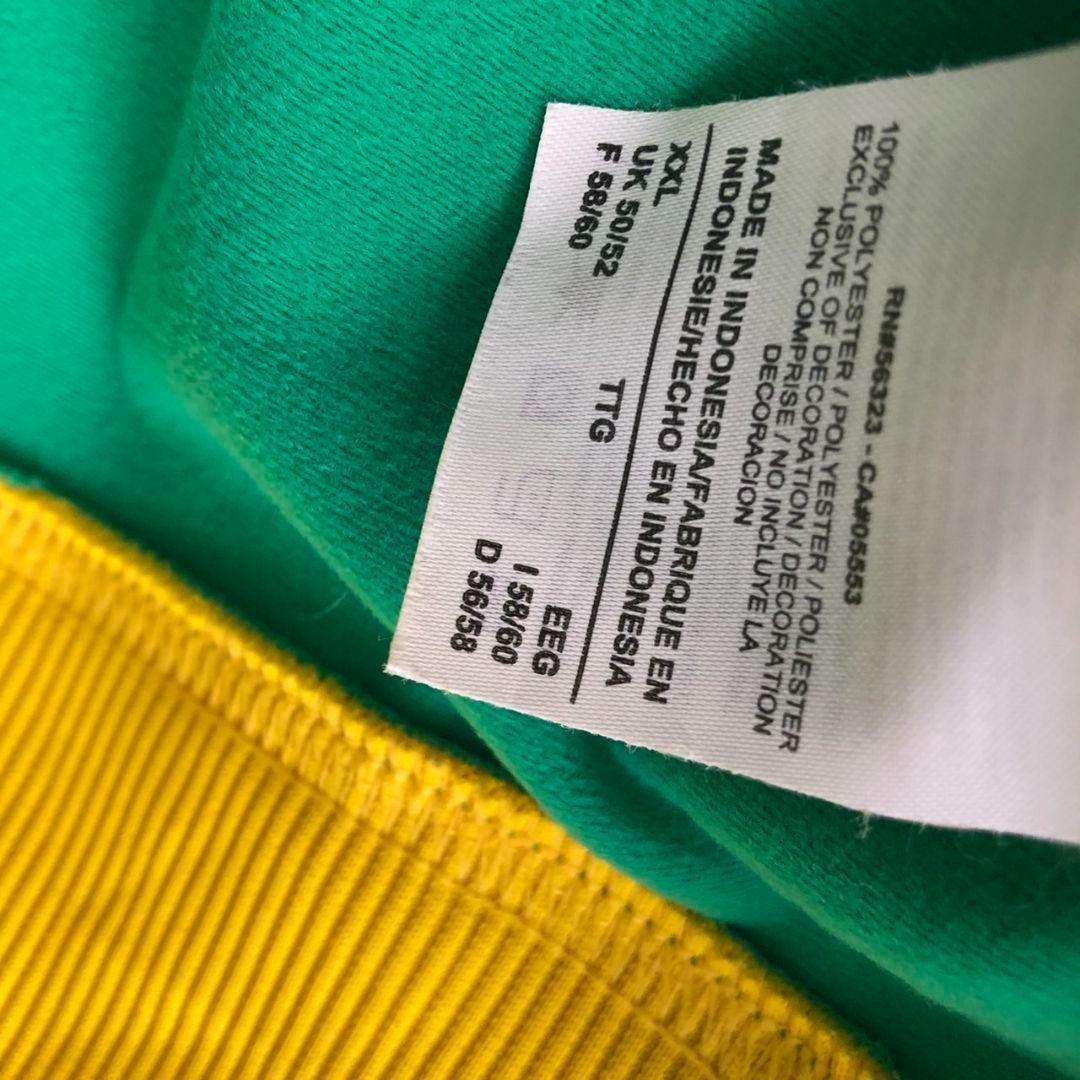 RN#56323 - CA#05553
100% POLYESTER / POLYESTER / POLIESTER
EXCLUSIVE OF DECORATION / DECORATION
NON COMPRISE / NO INCLUYE LA
DECORACION
MADE IN INDONESIA/FABRIQUE EN
INDONESIE/HECHO EN INDONESIA
XXL TTG EEG
UK 50/52 I 58/60
F 58/60 D 56/58